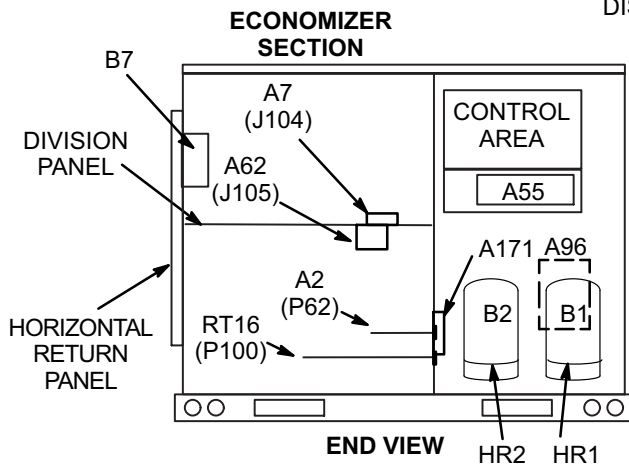 ECONOMIZER
SECTION
DIS
B7
A7
(J104)
DIVISION
PANEL
A62
(J105)
CONTROL
AREA
A55
A171
A96
A2
(P62)
B2
B1
RT16
(P100)
HORIZONTAL
RETURN
PANEL
END VIEW
HR2
HR1